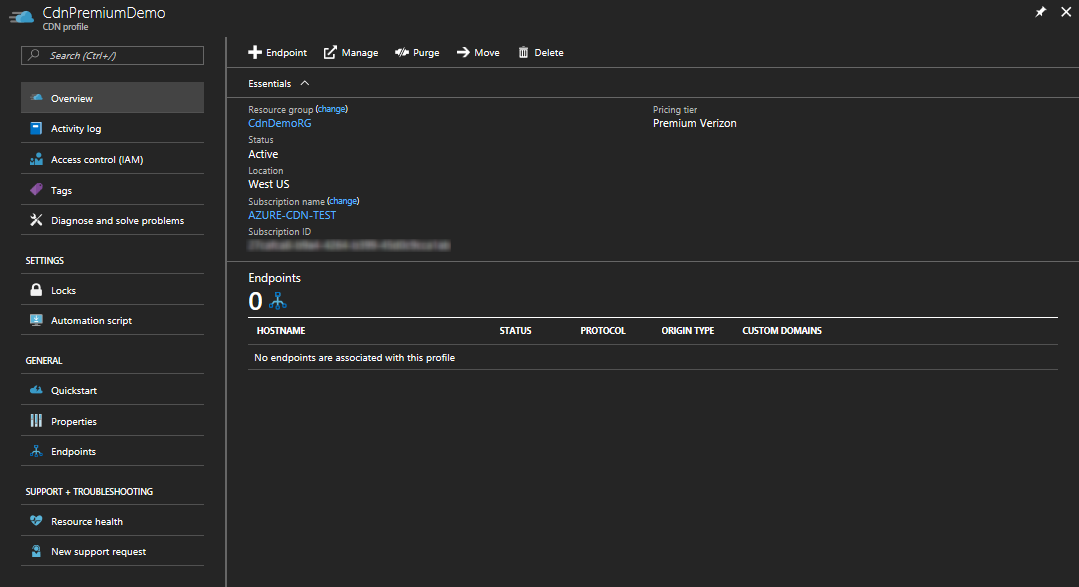 CdnPremiumDemo
CDN profile
Search (Ctrl+/)
Overview
Activity log
Access control (IAM)
Tags
Diagnose and solve problems
SETTINGS
Locks
Automation script
GENERAL
Quickstart
Properties
Endpoints
SUPPORT + TROUBLESHOOTING
Resource health
New support request
Endpoint Manage Purge Move Delete
Essentials
Resource group (change)
CdnDemoRG
Status
Active
Location
West US
Subscription name (change)
AZURE-CDN-TEST
Subscription ID
Pricing tier
Premium Verizon
Endpoints
0
HOSTNAME STATUS PROTOCOL ORIGIN TYPE CUSTOM DOMAINS
No endpoints are associated with this profile